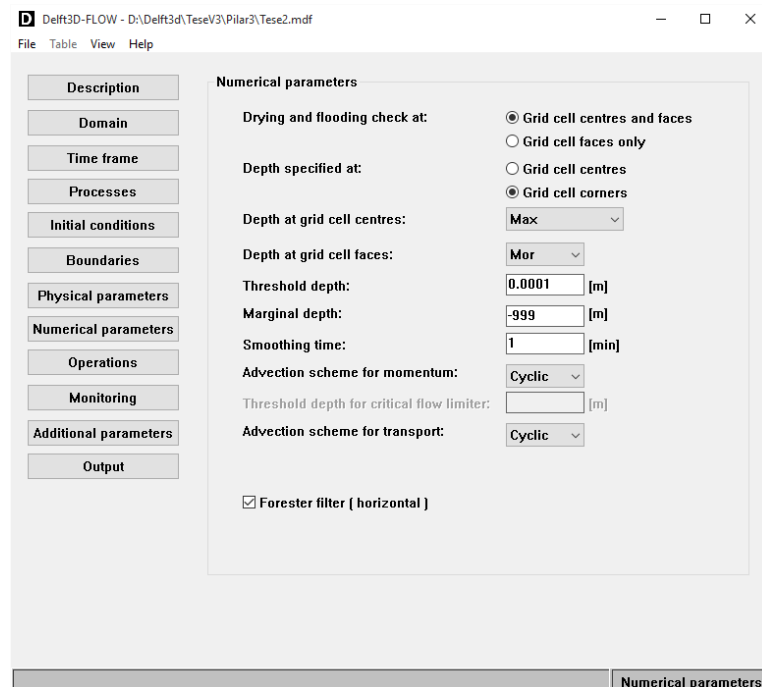 D Delft3D-FLOW - D:\Delft3d\TeseV3\Pilar3\Tese2.mdf
File Table View Help
Description
Domain
Time frame
Processes
Initial conditions
Boundaries
Physical parameters
Numerical parameters
Operations
Monitoring
Additional parameters
Output
Numerical parameters
Drying and flooding check at: Grid cell centres and faces
Grid cell faces only
Depth specified at: Grid cell centres
Grid cell corners
Depth at grid cell centres: Max
Depth at grid cell faces: Mor
Threshold depth: 0.0001 [m]
Marginal depth: -999 [m]
Smoothing time: 1 [min]
Advection scheme for momentum: Cyclic
Threshold depth for critical flow limiter: [m]
Advection scheme for transport: Cyclic
Forester filter ( horizontal )
Numerical parameters